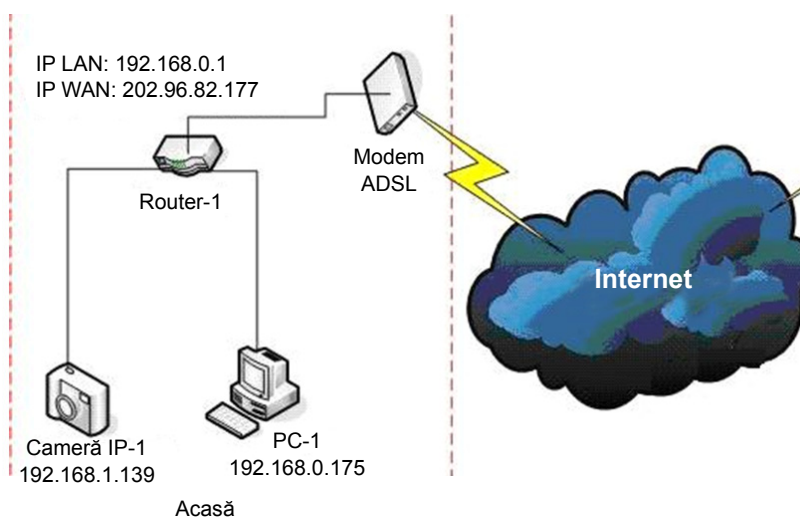 IP LAN: 192.168.0.1
IP WAN: 202.96.82.177
Modem
ADSL
Router-1
Internet
Cameră IP-1
192.168.1.139
PC-1
192.168.0.175
Acasă